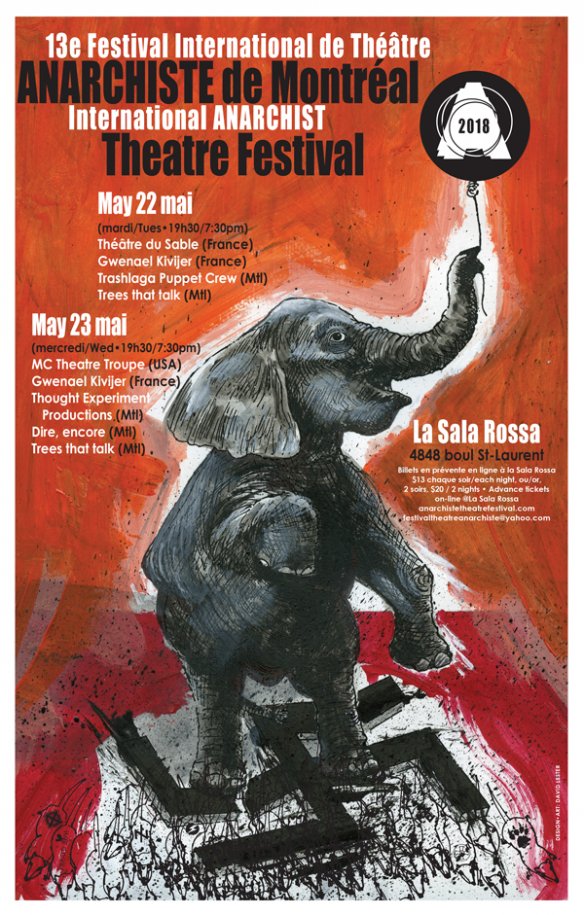 13e Festival International de Théâtre
ANARCHISTE de Montréal
International ANARCHIST
Theatre Festival
2018
May 22 mai
(mardi/Tues•19h30/7:30pm)
Théâtre du Sable (France)
Gwenael Kivijer (France)
Trashlaga Puppet Crew (Mtl)
Trees that talk (Mtl)
May 23 mai
(mercredi/Wed•19h30/7:30pm)
MC Theatre Troupe (USA)
Gwenael Kivijer (France)
Thought Experiment
Productions (Mtl)
Dire, encore (Mtl)
Trees that talk (Mtl)
La Sala Rossa
4848 boul St-Laurent
Billets en prévente en ligne à la Sala Rossa
$13 chaque soir/each night, ou/or,
2 soirs, $20 / 2 nights • Advance tickets
on-line @La Sala Rossa
anarchistetheatrefestival.com
festivaltheatreanarchiste@yahoo.com
DESIGN+ART: DAVID LESTER